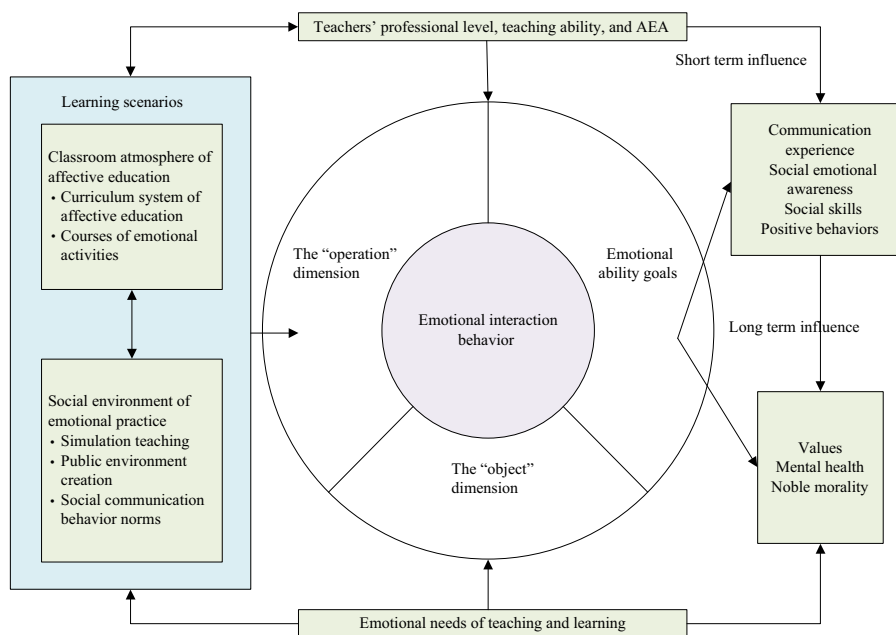 Teachers’ professional level, teaching ability, and AEA
Short term influence
Learning scenarios
Classroom atmosphere of
affective education
• Curriculum system of
affective education
• Courses of emotional
activities
Social environment of
emotional practice
• Simulation teaching
• Public environment
creation
• Social communication
behavior norms
The “operation”
dimension
Emotional
ability goals
Emotional interaction
behavior
The “object”
dimension
Communication
experience
Social emotional
awareness
Social skills
Positive behaviors
Long term influence
Values
Mental health
Noble morality
Emotional needs of teaching and learning